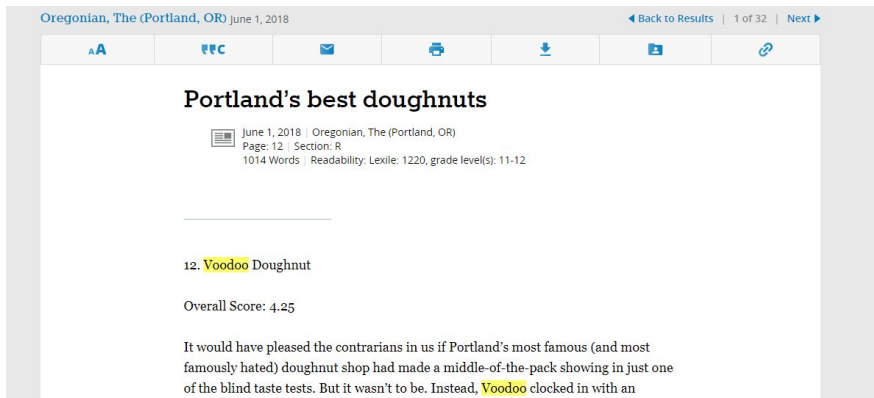 Oregonian, The (Portland, OR) June 1, 2018 Back to Results | 1 of 32 | Next
AA C
Portland's best doughnuts
June 1, 2018 | Oregonian, The (Portland, OR)
Page: 12 | Section: R
1014 Words | Readability: Lexile: 1220, grade level(s): 11-12
12. Voodoo Doughnut
Overall Score: 4.25
It would have pleased the contrarians in us if Portland's most famous (and most
famously hated) doughnut shop had made a middle-of-the-pack showing in just one
of the blind taste tests. But it wasn't to be. Instead, Voodoo clocked in with an